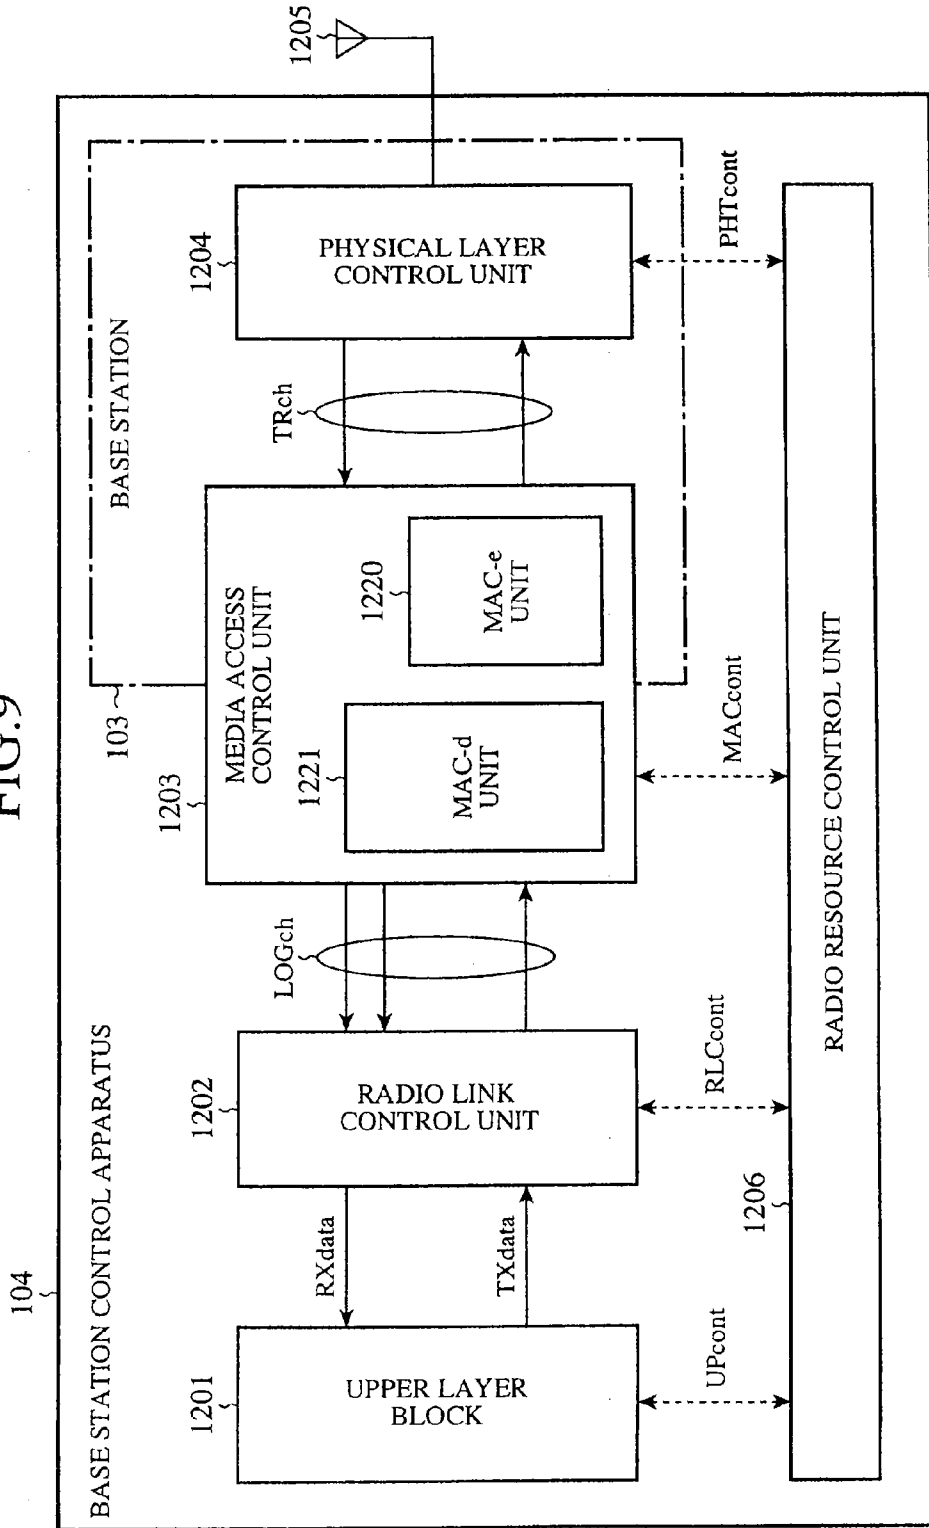 FIG.9
104
BASE STATION CONTROL APPARATUS
103
BASE STATION
1205
1201
UPPER LAYER
BLOCK
RXdata
TXdata
1202
RADIO LINK
CONTROL UNIT
LOGch
1203
MEDIA ACCESS
CONTROL UNIT
1221
MAC-d
UNIT
1220
MAC-e
UNIT
TRch
1204
PHYSICAL LAYER
CONTROL UNIT
UPcont
RLCcont
MACcont
PHTcont
1206
RADIO RESOURCE CONTROL UNIT